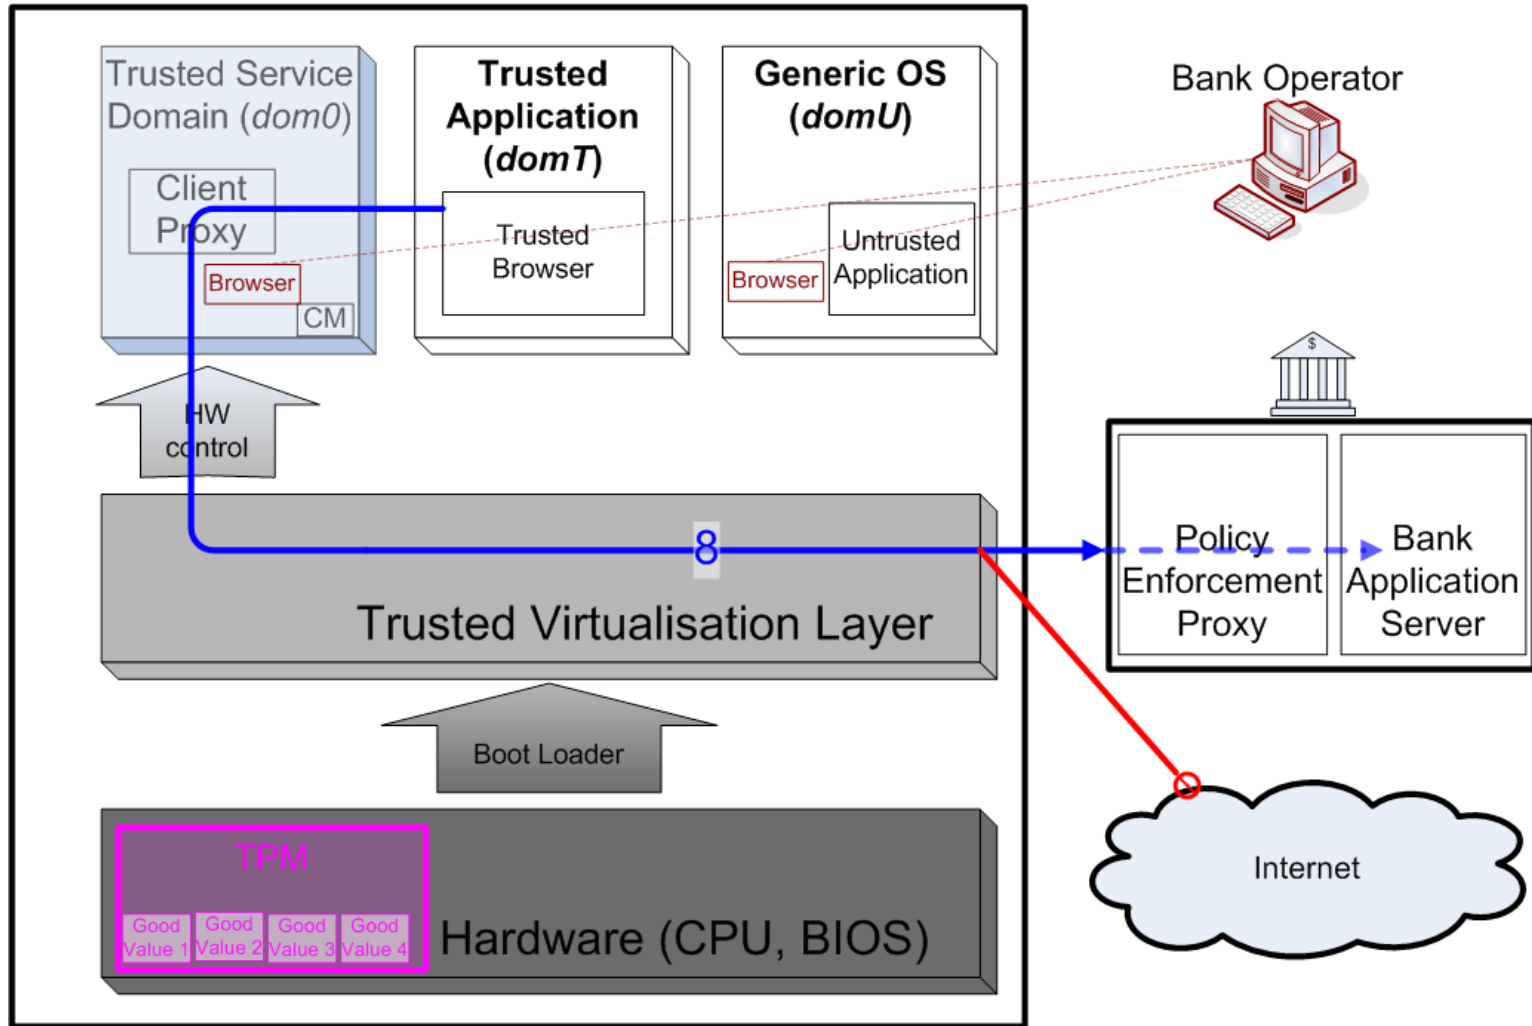 Trusted Service
Domain (dom0)
Client
Proxy
Browser
CM
Trusted
Application
(domT)
Trusted
Browser
Generic OS
(domU)
Browser
Untrusted
Application
Bank Operator
HW
control
$
Policy
Enforcement
Proxy
Bank
Application
Server
8
Trusted Virtualisation Layer
Boot Loader
Internet
TPM
Good
Value 1
Good
Value 2
Good
Value 3
Good
Value 4
Hardware (CPU, BIOS)